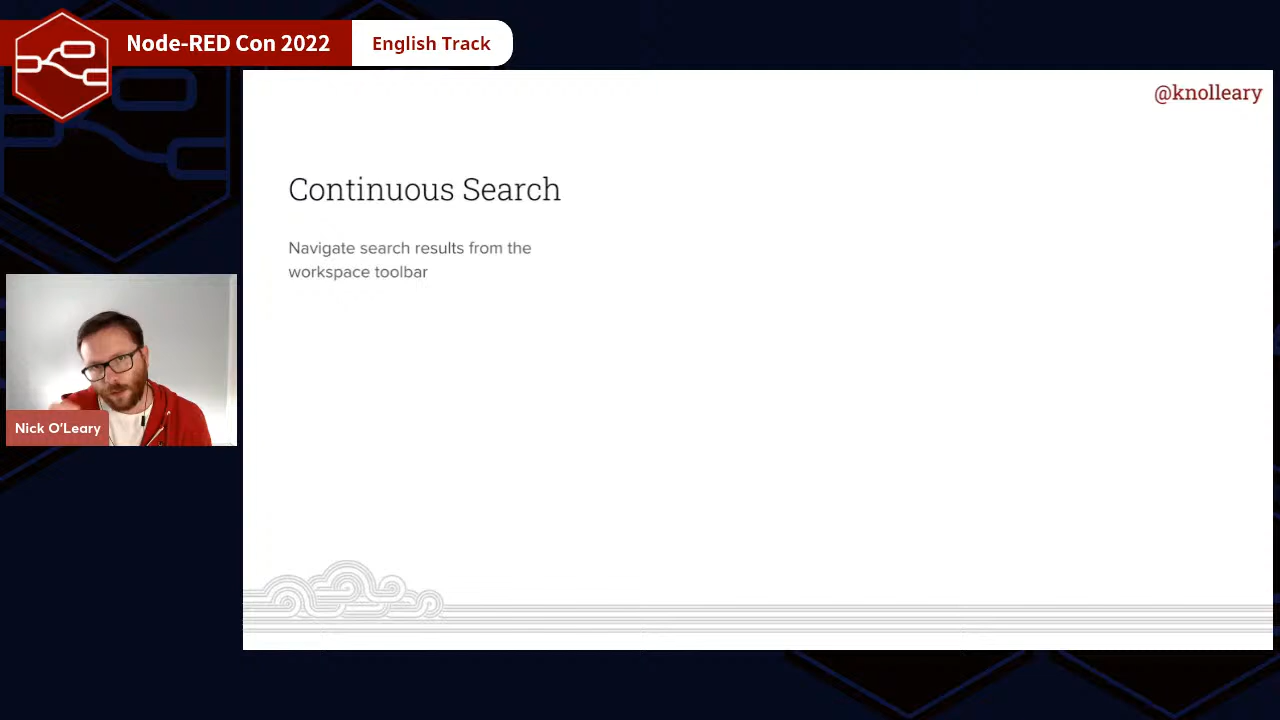 Node-RED Con 2022
English Track
@knolleary
Continuous Search
Navigate search results from the
workspace toolbar
Nick O'Leary